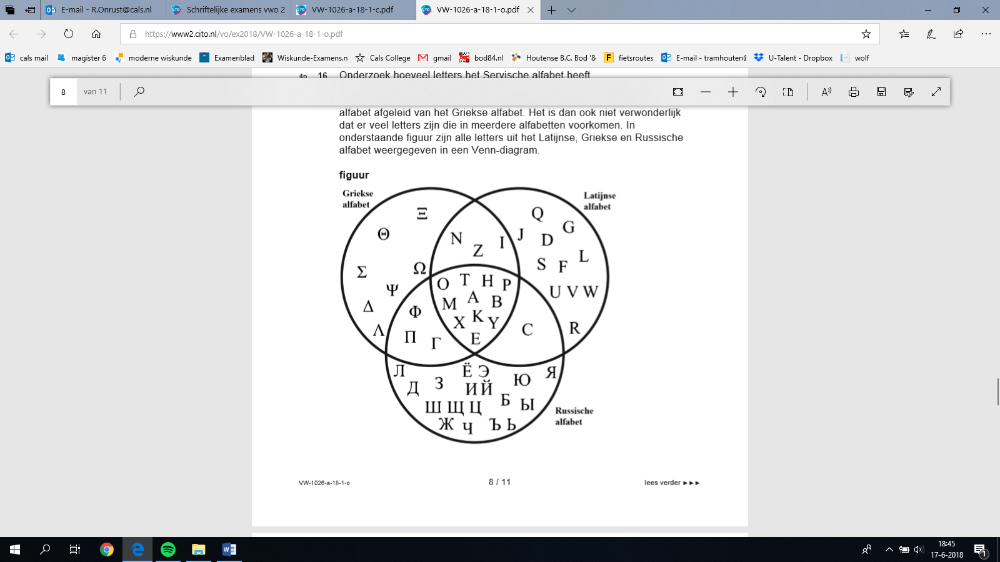 E-mail - R.Onrust@cals.nl
Schriftelijke examens vwo 2
VW-1026-a-18-1-c.pdf
VW-1026-a-18-1-o.pdf
https://www2.cito.nl/vo/ex2018/VW-1026-a-18-1-o.pdf
cals mail
magister 6
moderne wiskunde
Examenblad
Wiskunde-Examens.n
Cals College
gmail
bod84.nl
Houtense B.C. Bod '84
fietsroutes
E-mail - tramhouten@
U-Talent - Dropbox
wolf
4p 16 Onderzoek hoeveel letters het Servische alfabet heeft
8 van 11
alfabet afgeleid van het Griekse alfabet. Het is dan ook niet verwonderlijk
dat er veel letters zijn die in meerdere alfabetten voorkomen. In
onderstaande figuur zijn alle letters uit het Latijnse, Griekse en Russische
alfabet weergegeven in een Venn-diagram.
figuur
Griekse
alfabet
Latijnse
alfabet
Ξ
Θ
Σ
Ω
Ψ
Δ
Λ
N
Z
I
J
Q
G
D
L
S F
U V W
R
O T H P
M A B
X K Y
E
Φ
Π Γ
C
Л Ё Э Ю Я
Д З И Й Б Ы
Ш Щ Ц
Ж Ч Ъ Ь
Russische
alfabet
VW-1026-a-18-1-o
8 / 11
lees verder ►►►
18:45
17-6-2018
1